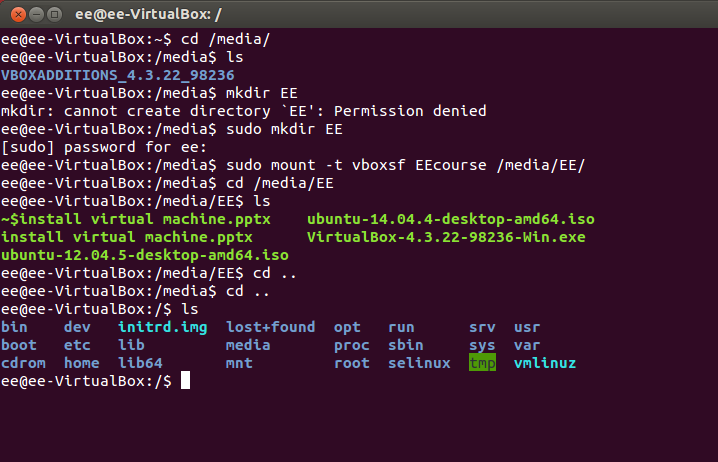 ee@ee-VirtualBox: /
ee@ee-VirtualBox:~$ cd /media/
ee@ee-VirtualBox:/media$ ls
VBOXADDITIONS_4.3.22_98236
ee@ee-VirtualBox:/media$ mkdir EE
mkdir: cannot create directory `EE': Permission denied
ee@ee-VirtualBox:/media$ sudo mkdir EE
[sudo] password for ee:
ee@ee-VirtualBox:/media$ sudo mount -t vboxsf EEcourse /media/EE/
ee@ee-VirtualBox:/media$ cd /media/EE
ee@ee-VirtualBox:/media/EE$ ls
~$install virtual machine.pptx    ubuntu-14.04.4-desktop-amd64.iso
install virtual machine.pptx      VirtualBox-4.3.22-98236-Win.exe
ubuntu-12.04.5-desktop-amd64.iso
ee@ee-VirtualBox:/media/EE$ cd ..
ee@ee-VirtualBox:/media$ cd ..
ee@ee-VirtualBox:/$ ls
bin    dev   initrd.img  lost+found  opt   run      srv  usr
boot   etc   lib         media       proc  sbin     sys  var
cdrom  home  lib64       mnt         root  selinux  tmp  vmlinuz
ee@ee-VirtualBox:/$